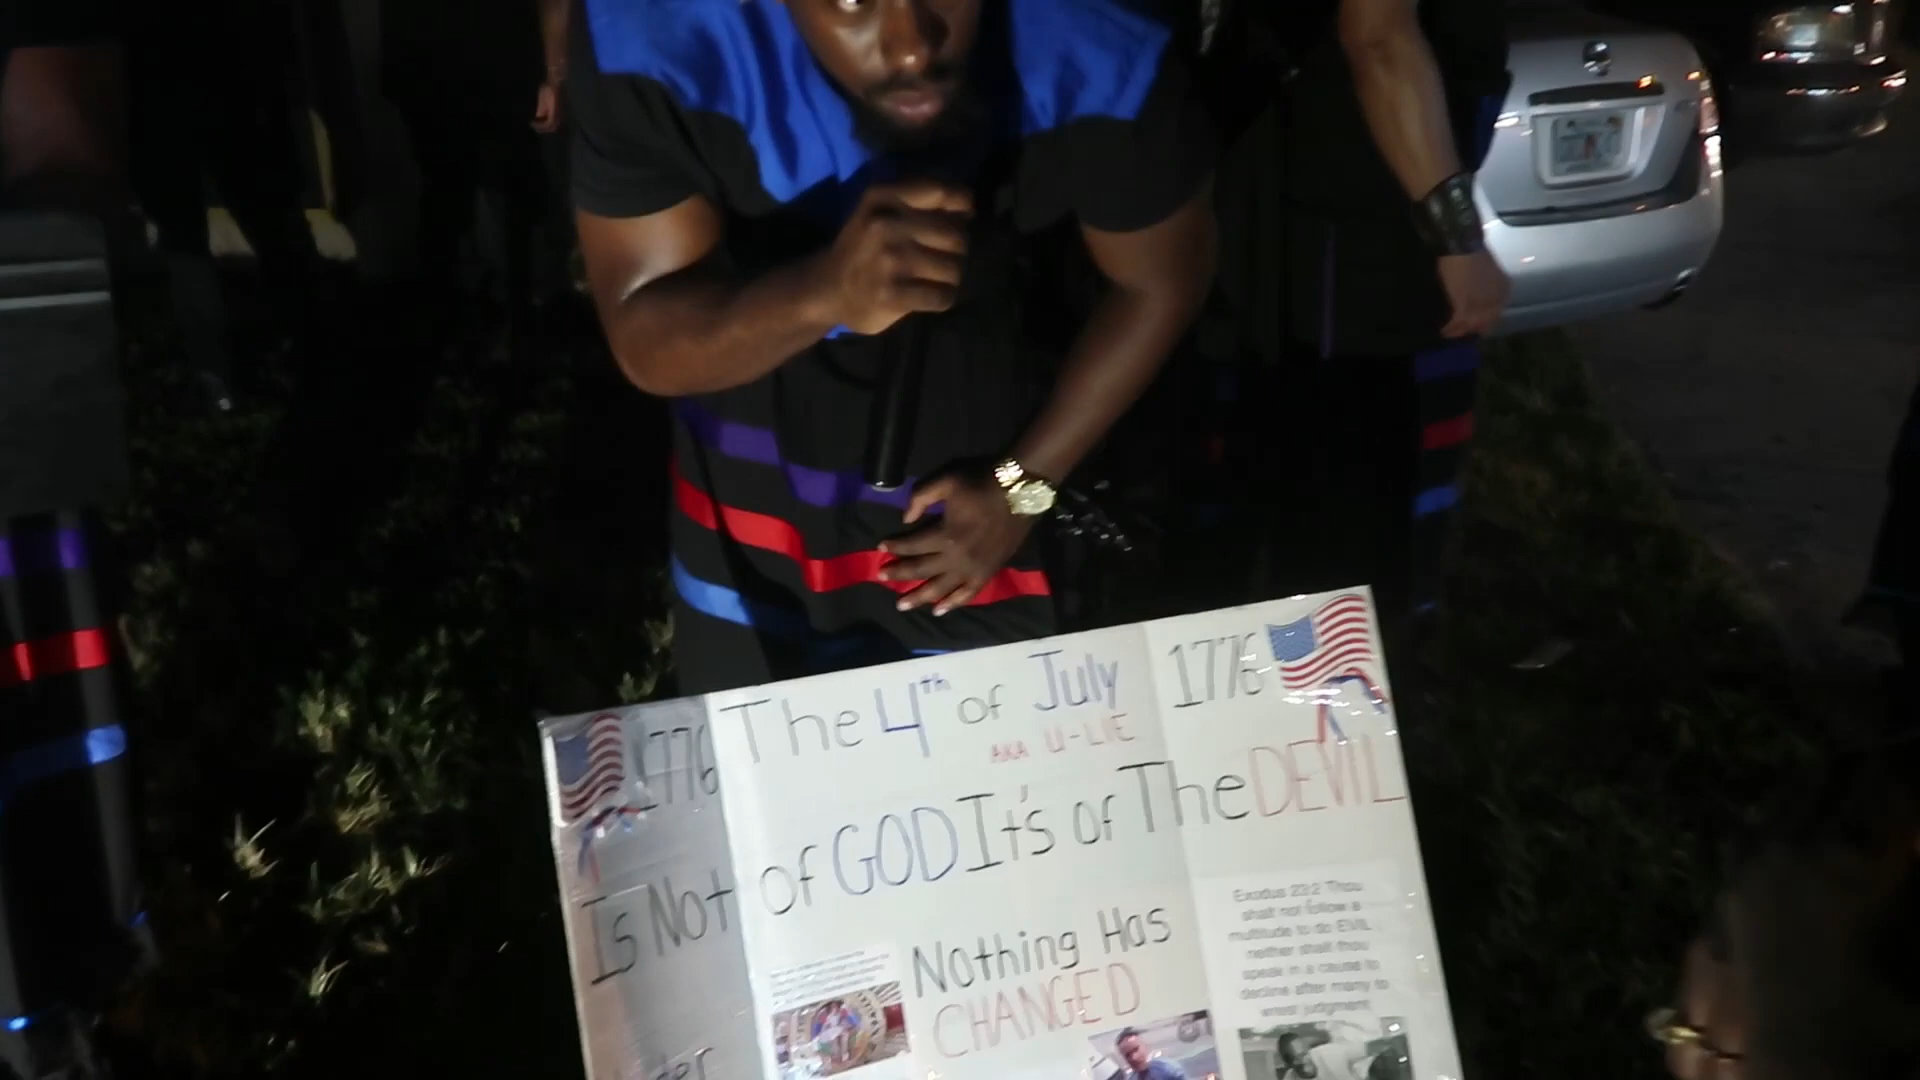 1776 The 4th of July 1776
AKA U-LIE
Is Not of GOD It's of The DEVIL
Nothing Has
CHANGED
Exodus 23:2 Thou
shalt not follow a
multitude to do EVIL
neither shalt thou
speak in a cause to
decline after many to
wrest judgment